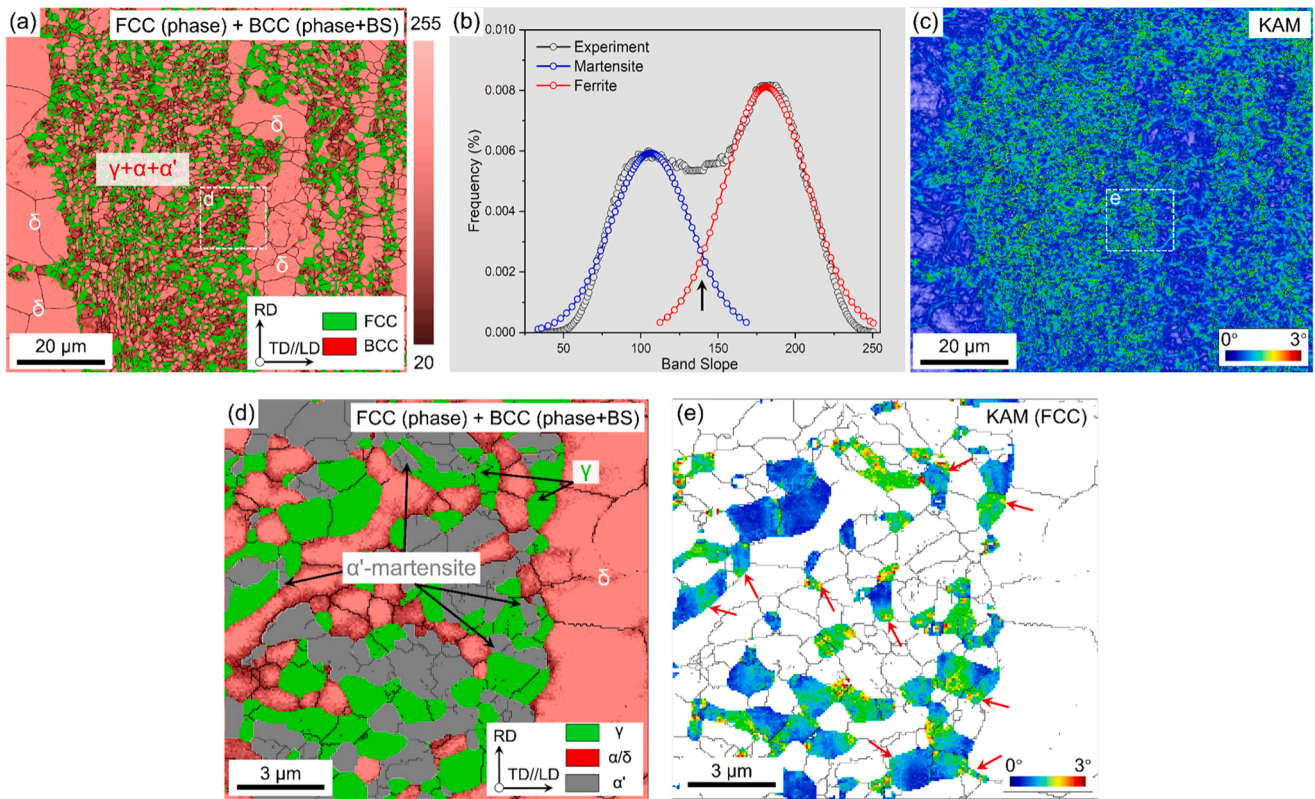 (a)
FCC (phase) + BCC (phase+BS)
255
20
δ
γ+α+α'
d
δ
δ
δ
RD
TD//LD
FCC
BCC
20 μm
(b)
0.010
0.008
0.006
0.004
0.002
0.000
Frequency (%)
Experiment
Martensite
Ferrite
50
100
150
200
250
Band Slope
(c)
KAM
e
20 μm
0° 3°
(d)
FCC (phase) + BCC (phase+BS)
γ
α'-martensite
δ
RD
TD//LD
γ
α/δ
α'
3 μm
(e)
KAM (FCC)
3 μm
0° 3°